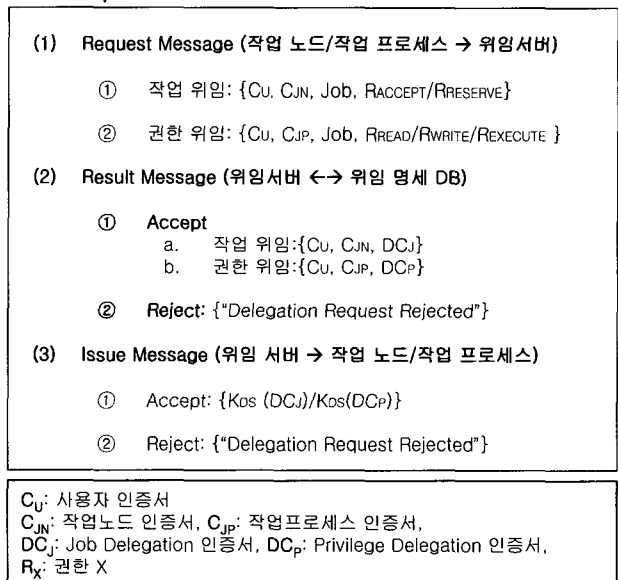 (1) Request Message (작업 노드/작업 프로세스 → 위임서버)
① 작업 위임: {CU, CJN, Job, RACCEPT/RRESERVE}
② 권한 위임: {CU, CJP, Job, RREAD/RWRITE/REXECUTE }
(2) Result Message (위임서버 ←→ 위임 명세 DB)
① Accept
a. 작업 위임:{CU, CJN, DCJ}
b. 권한 위임:{CU, CJP, DCP}
② Reject: {"Delegation Request Rejected"}
(3) Issue Message (위임 서버 → 작업 노드/작업 프로세스)
① Accept: {KDS (DCJ)/KDS(DCP)}
② Reject: {"Delegation Request Rejected"}
CU: 사용자 인증서
CJN: 작업노드 인증서, CJP: 작업프로세스 인증서,
DCJ: Job Delegation 인증서, DCP: Privilege Delegation 인증서,
RX: 권한 X